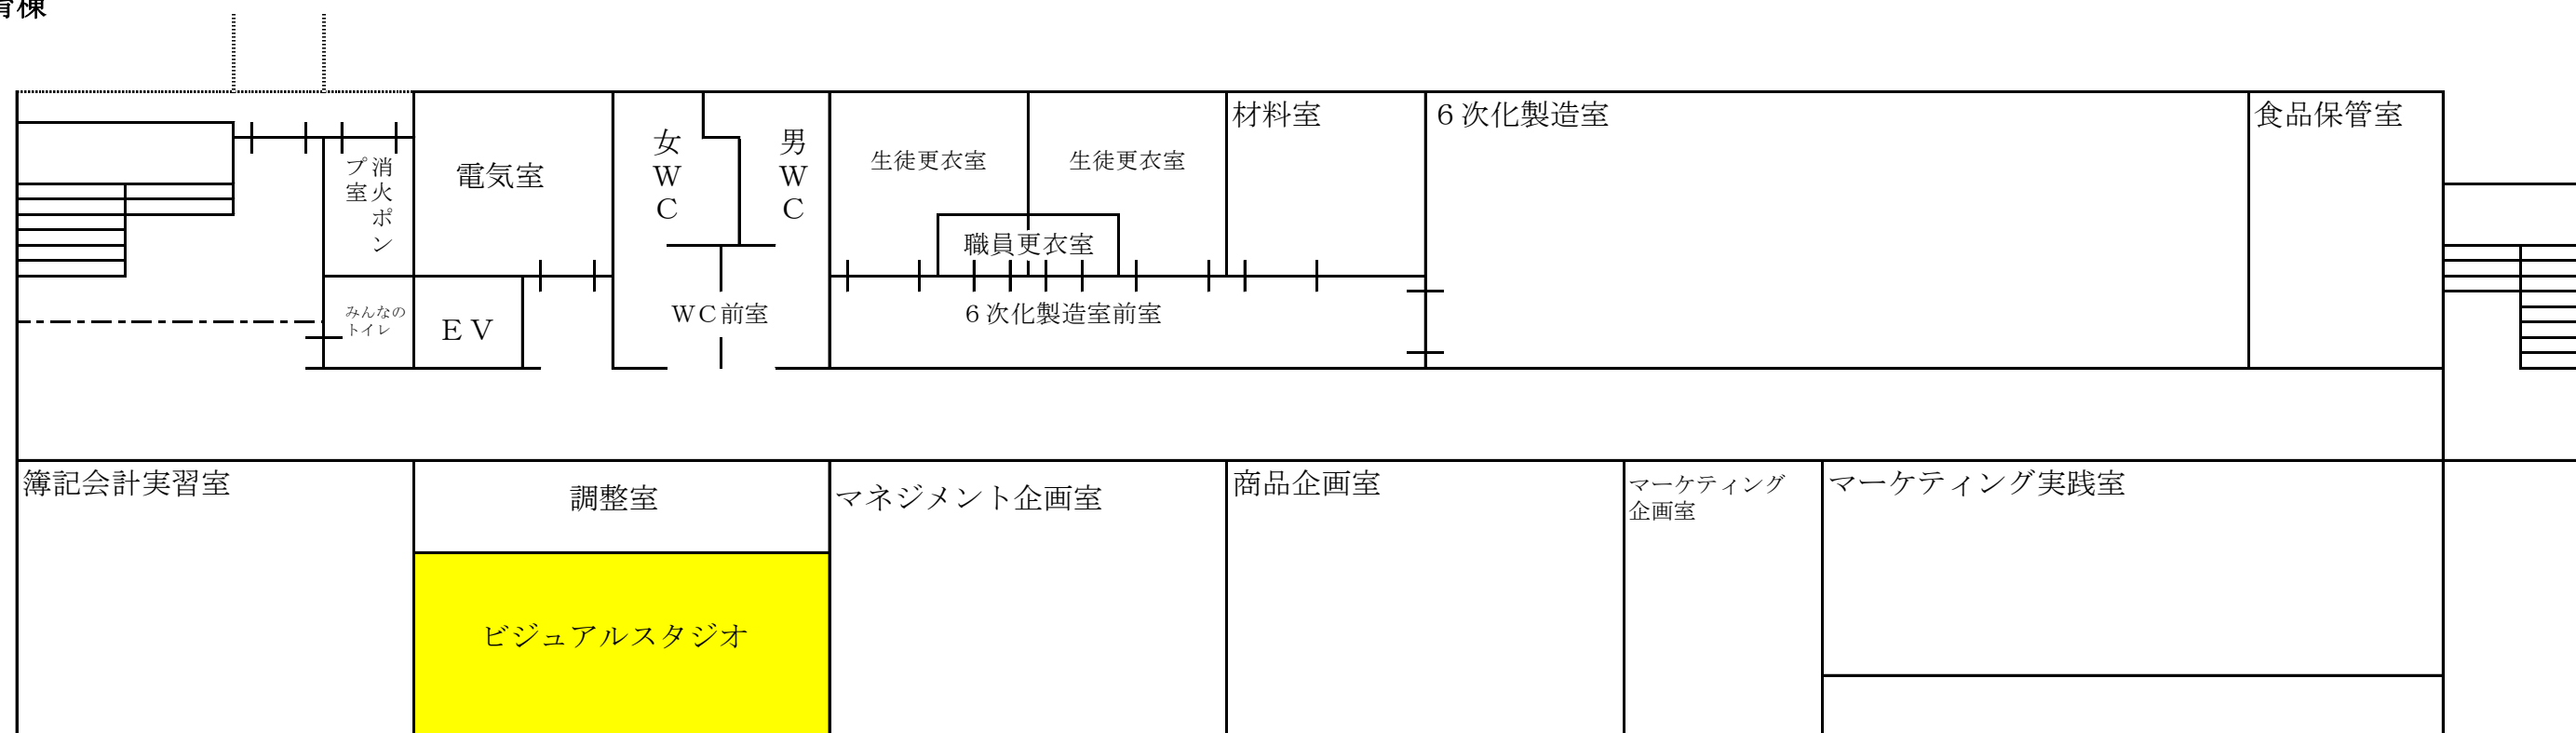 棟
材料室
６次化製造室
食品保管室
女WC
男WC
生徒更衣室
生徒更衣室
消火ポン
プ室
電気室
職員更衣室
みんなの
トイレ
ＥＶ
WC前室
６次化製造室前室
簿記会計実習室
調整室
マネジメント企画室
商品企画室
マーケティング
企画室
マーケティング実践室
ビジュアルスタジオ